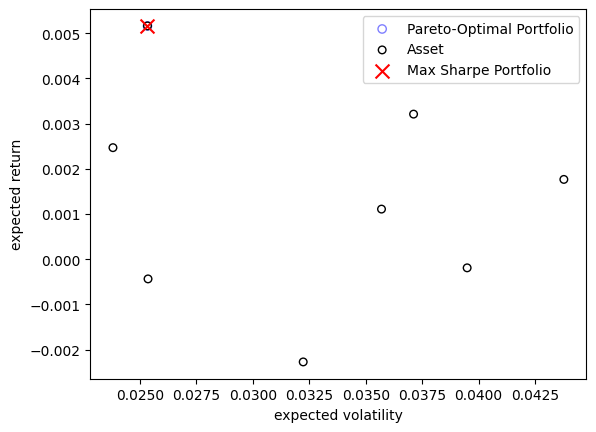 0.005
0.004
0.003
0.002
0.001
0.000
−0.001
−0.002
expected return
Pareto-Optimal Portfolio
Asset
Max Sharpe Portfolio
0.0250 0.0275 0.0300 0.0325 0.0350 0.0375 0.0400 0.0425
expected volatility